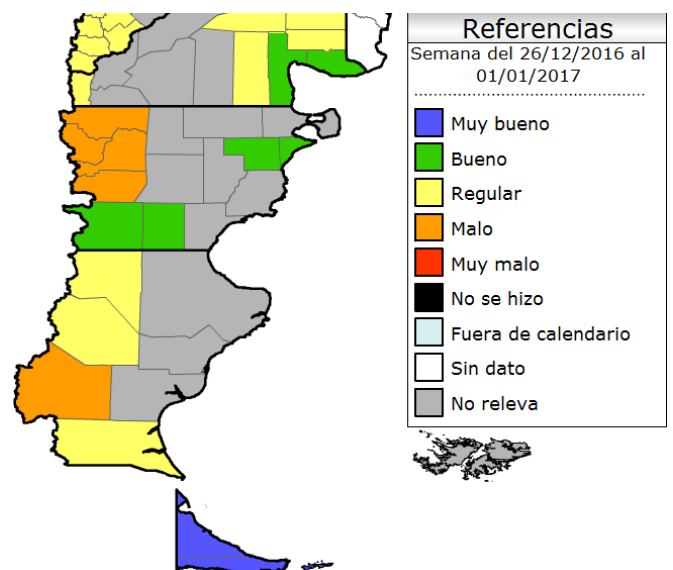 Referencias
Semana del 26/12/2016 al
01/01/2017
Muy bueno
Bueno
Regular
Malo
Muy malo
No se hizo
Fuera de calendario
Sin dato
No releva